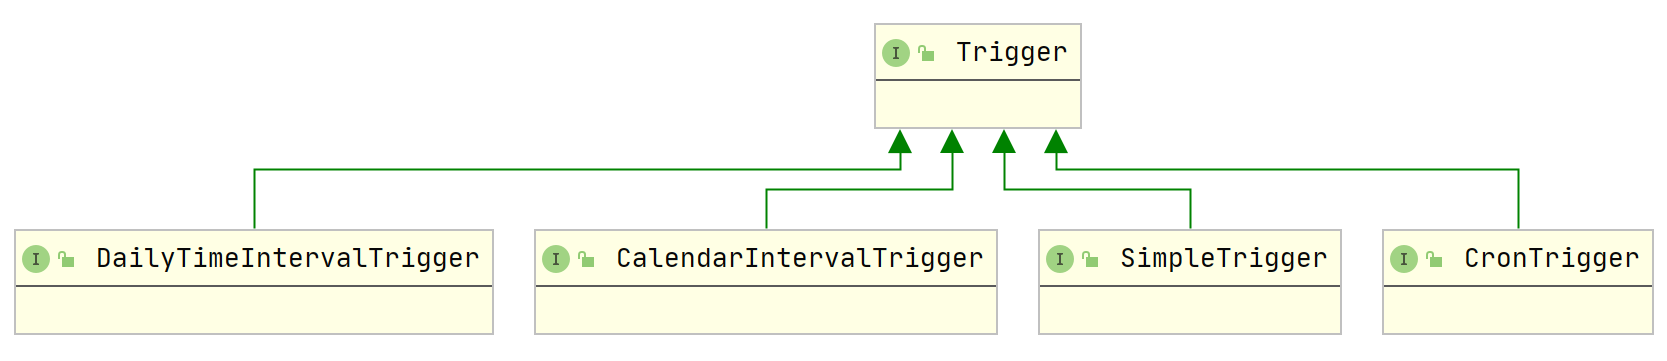 I Trigger
I DailyTimeIntervalTrigger
I CalendarIntervalTrigger
I SimpleTrigger
I CronTrigger